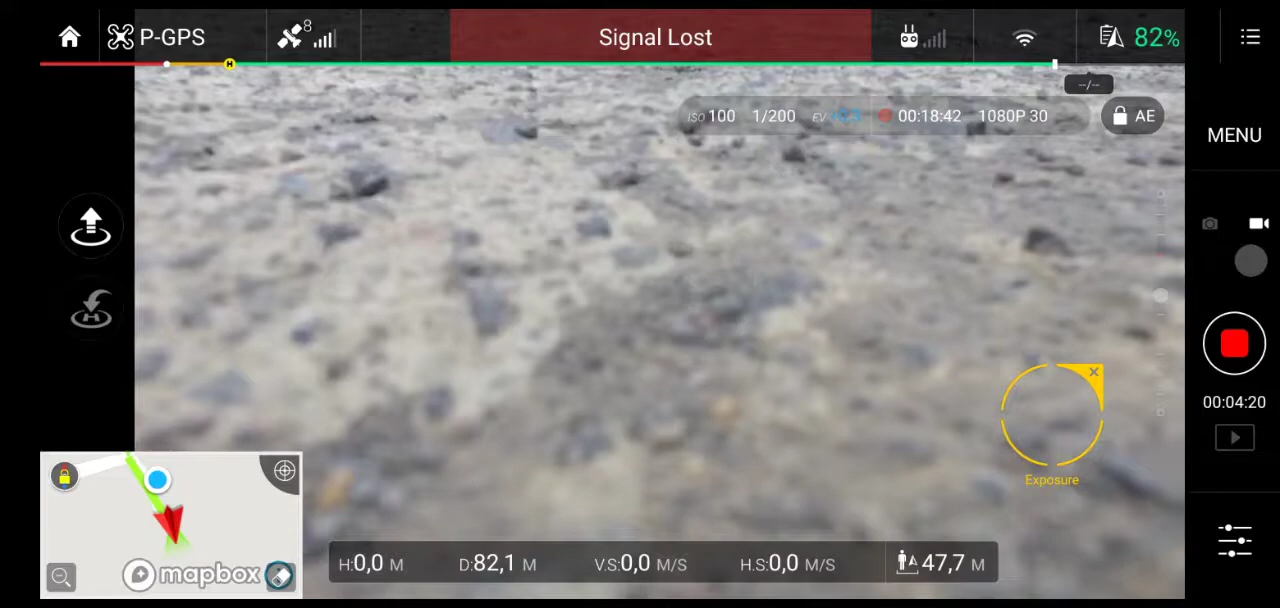 P-GPS
8
Signal Lost
82%
--/--
ISO 100 1/200 EV
00:18:42 1080P 30
AE
MENU
H
00:04:20
Exposure
mapbox
H:0,0 M D:82,1 M V.S:0,0 M/S H.S:0,0 M/S 47,7 M